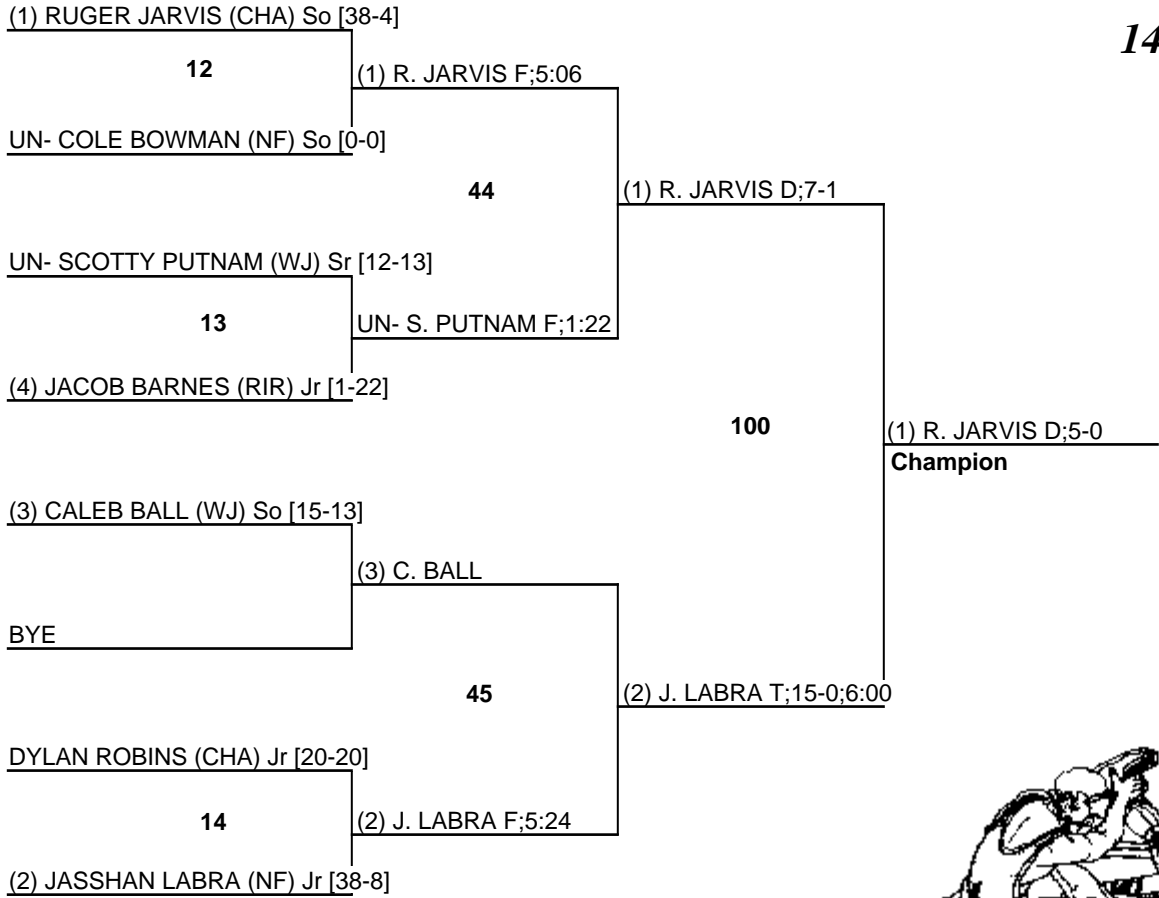 (1) RUGER JARVIS (CHA) So [38-4]
14
12
(1) R. JARVIS F;5:06
UN- COLE BOWMAN (NF) So [0-0]
44
(1) R. JARVIS D;7-1
UN- SCOTTY PUTNAM (WJ) Sr [12-13]
13
UN- S. PUTNAM F;1:22
(4) JACOB BARNES (RIR) Jr [1-22]
100
(1) R. JARVIS D;5-0
Champion
(3) CALEB BALL (WJ) So [15-13]
(3) C. BALL
BYE
45
(2) J. LABRA T;15-0;6:00
DYLAN ROBINS (CHA) Jr [20-20]
14
(2) J. LABRA F;5:24
(2) JASSHAN LABRA (NF) Jr [38-8]